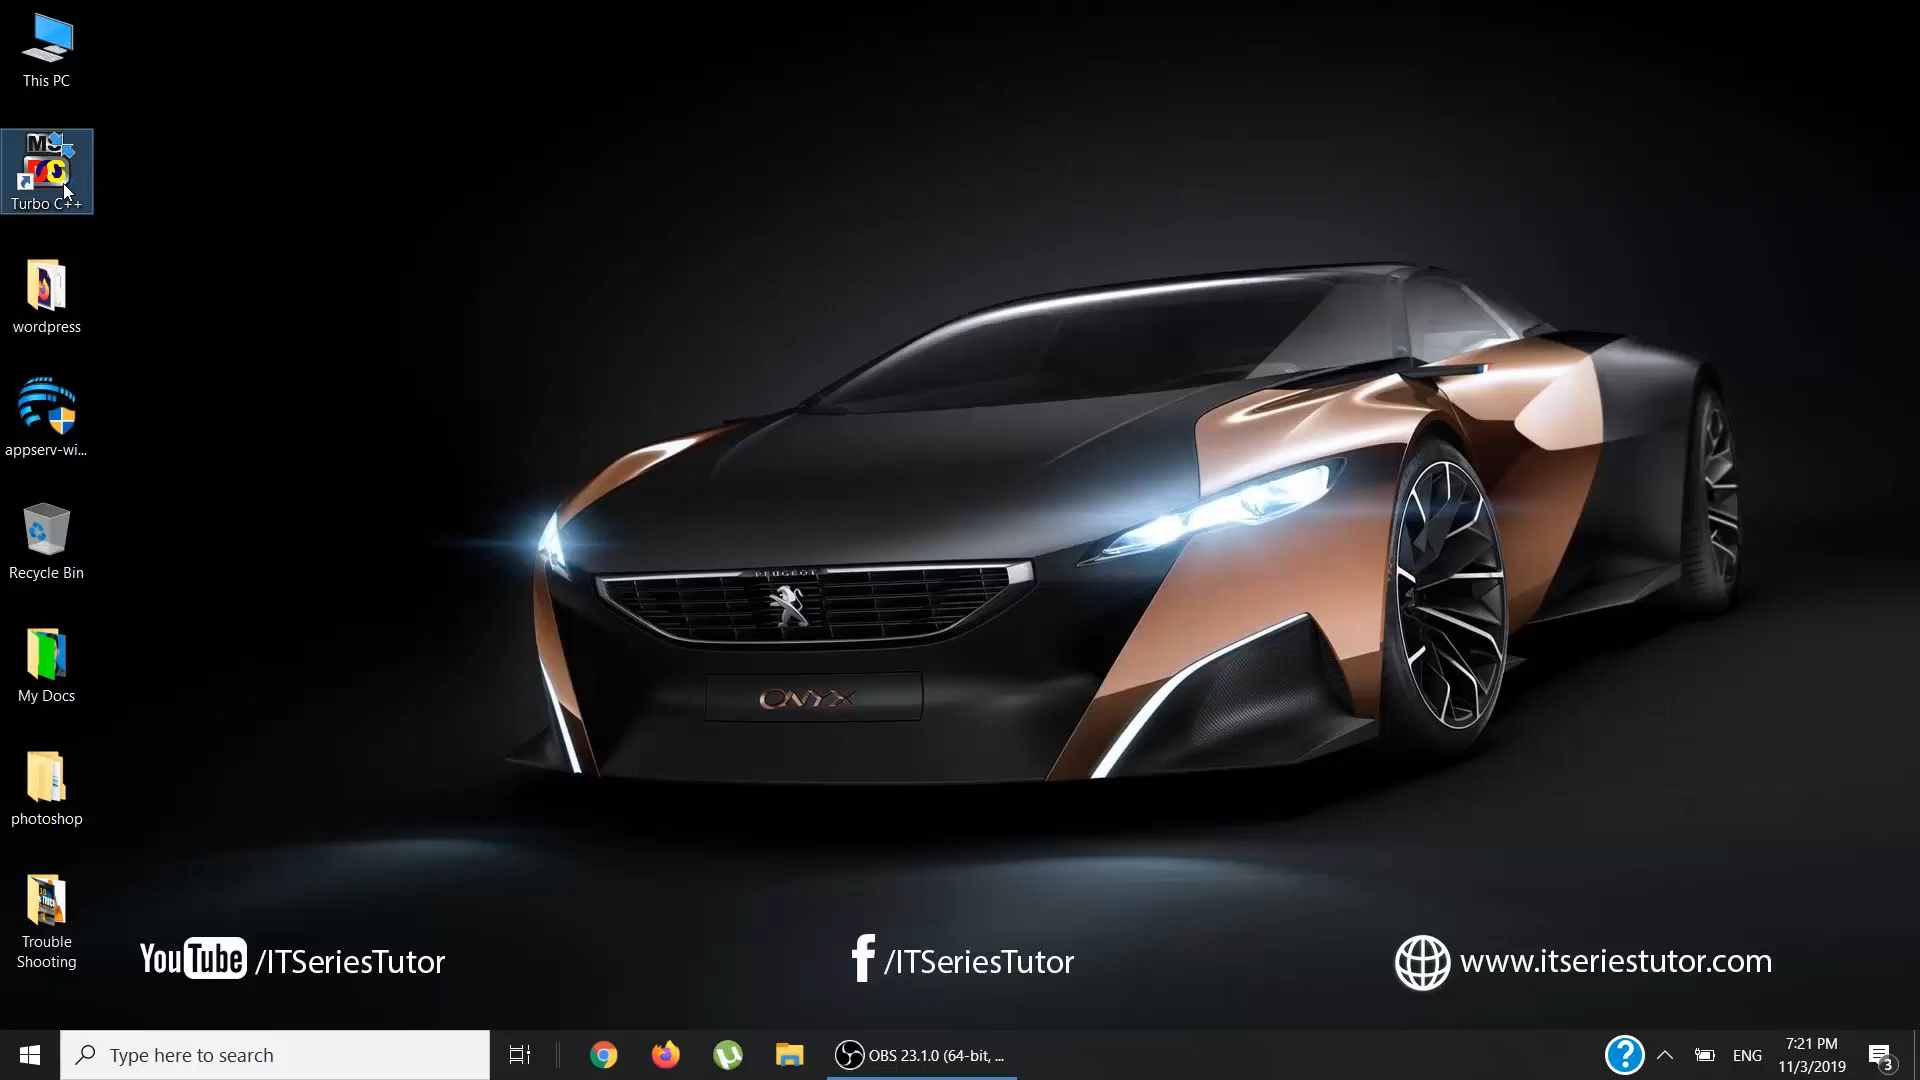 This PC
MS
Turbo C++
wordpress
appserv-wi...
Recycle Bin
My Docs
photoshop
Trouble
Shooting
PEUGEOT
ONYX
YouTube /ITSeriesTutor
f /ITSeriesTutor
www.itseriestutor.com
Type here to search
OBS 23.1.0 (64-bit, ...
?
ENG
7:21 PM
11/3/2019
3